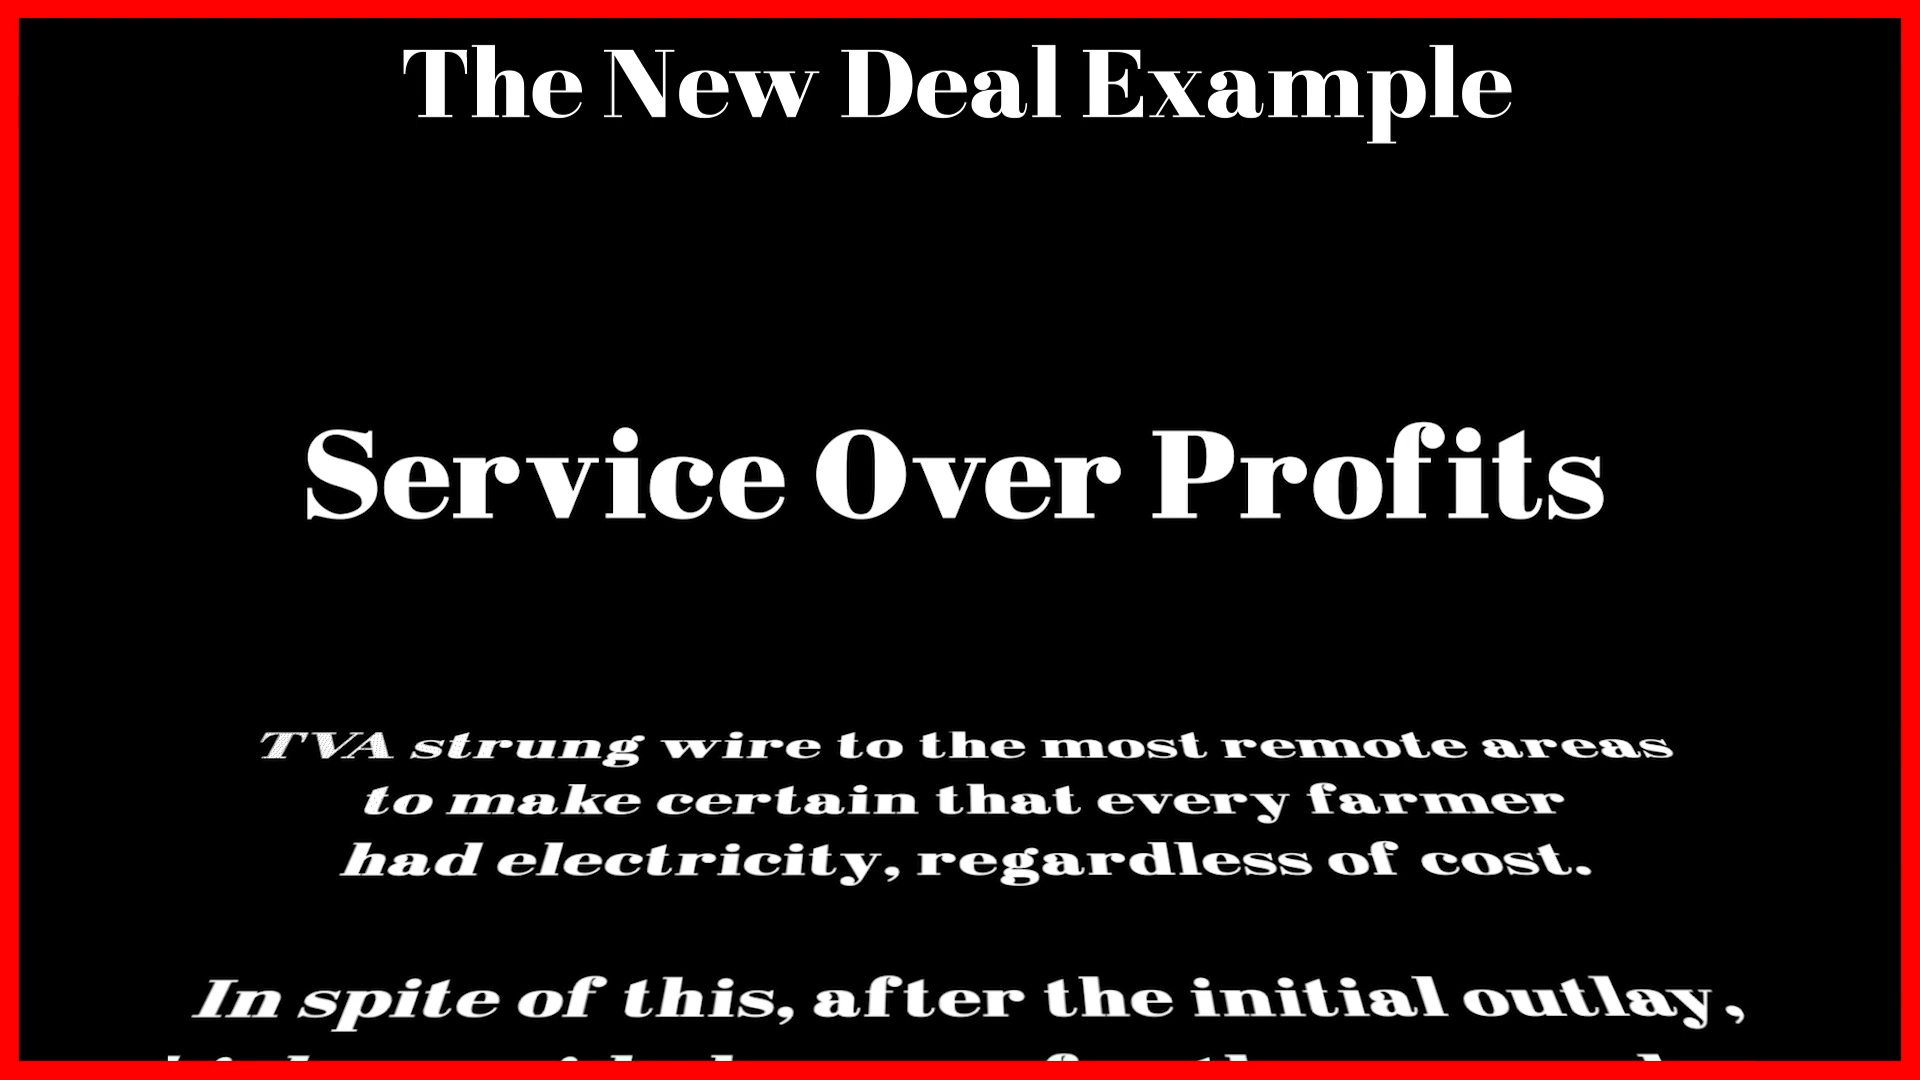 The New Deal Example
Service Over Profits
TVA strung wire to the most remote areas
to make certain that every farmer
had electricity, regardless of cost.
In spite of this, after the initial outlay,